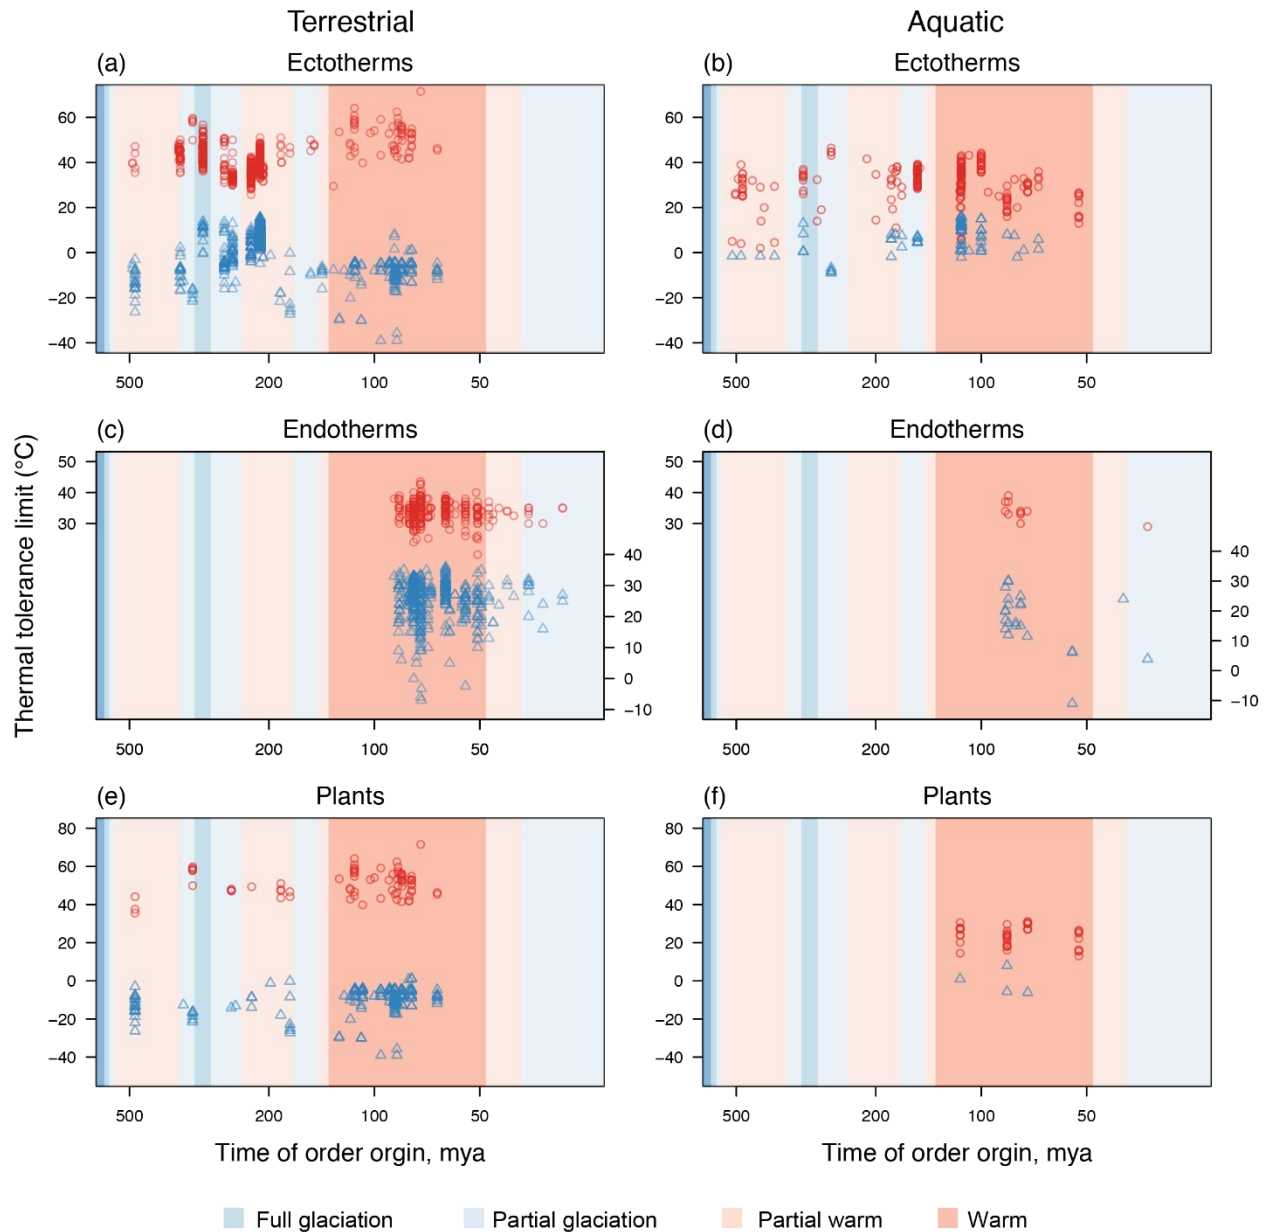 Terrestrial Aquatic
(a) Ectotherms (b) Ectotherms
60 60
40 40
20 20
0 0
−20 −20
−40 −40
500 200 100 50 500 200 100 50
Thermal tolerance limit (°C)
(c) Endotherms (d) Endotherms
50 50
40 40
30 30
40 40
30 30
20 20
10 10
0 0
−10 −10
500 200 100 50 500 200 100 50
(e) Plants (f) Plants
80 80
60 60
40 40
20 20
0 0
−20 −20
−40 −40
500 200 100 50 500 200 100 50
Time of order orgin, mya Time of order orgin, mya
Full glaciation Partial glaciation Partial warm Warm